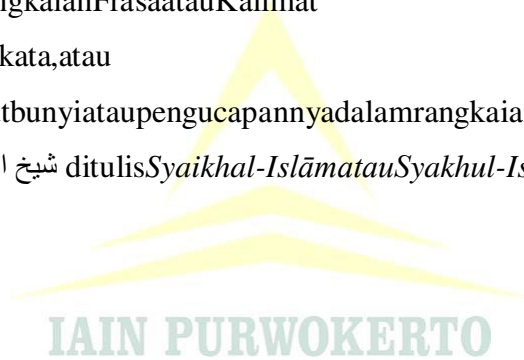 ngkaianFrasaatauKalimat
kata,atau
tbunyiataupengucapannyadalamrangkaia
شيخ ا ditulisSyaikhal-IslāmatauSyakhul-Is
IAIN PURWOKERTO